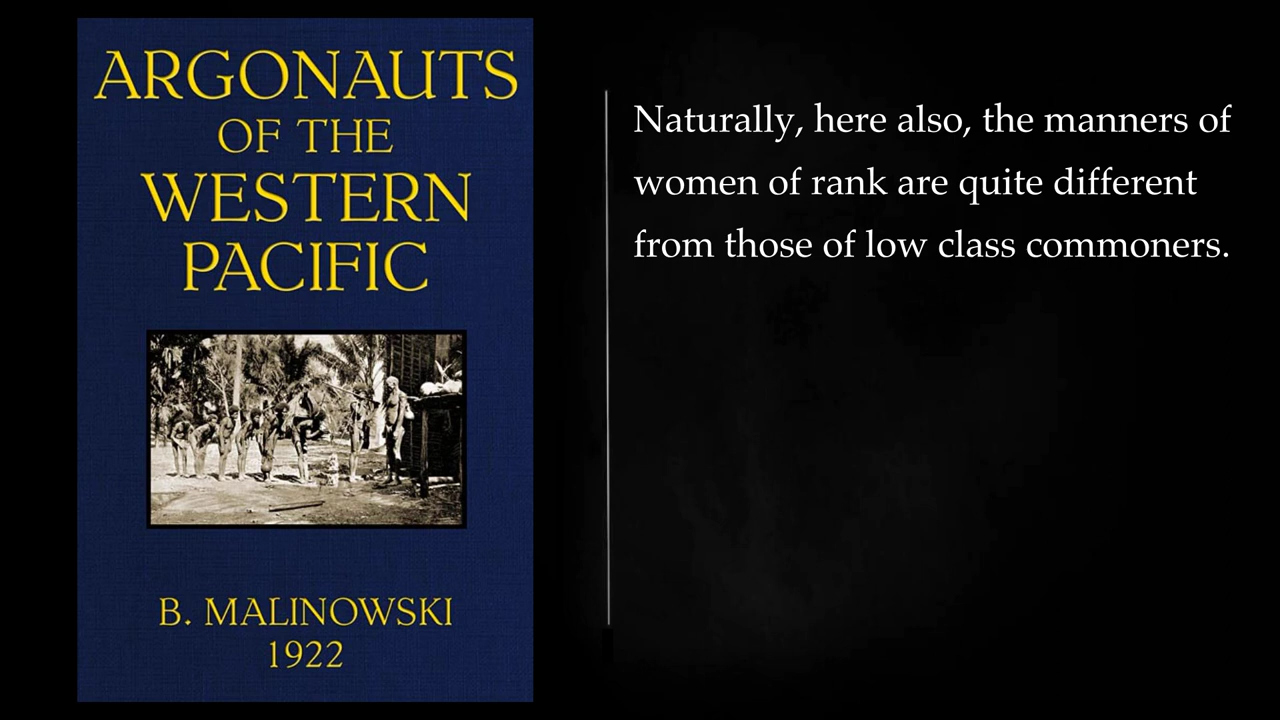 ARGONAUTS
OF THE
WESTERN
PACIFIC
B. MALINOWSKI
1922
Naturally, here also, the manners of
women of rank are quite different
from those of low class commoners.